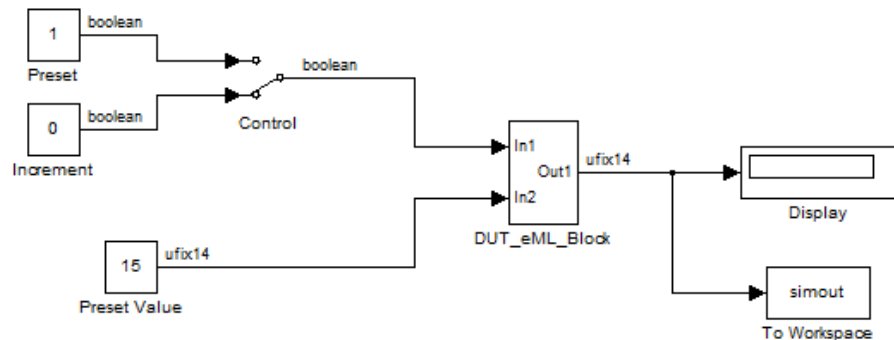 boolean
1
Preset
boolean
0
Increment
Control
boolean
In1
Out1
In2
DUT_eML_Block
ufix14
Display
15
ufix14
Preset Value
simout
To Workspace